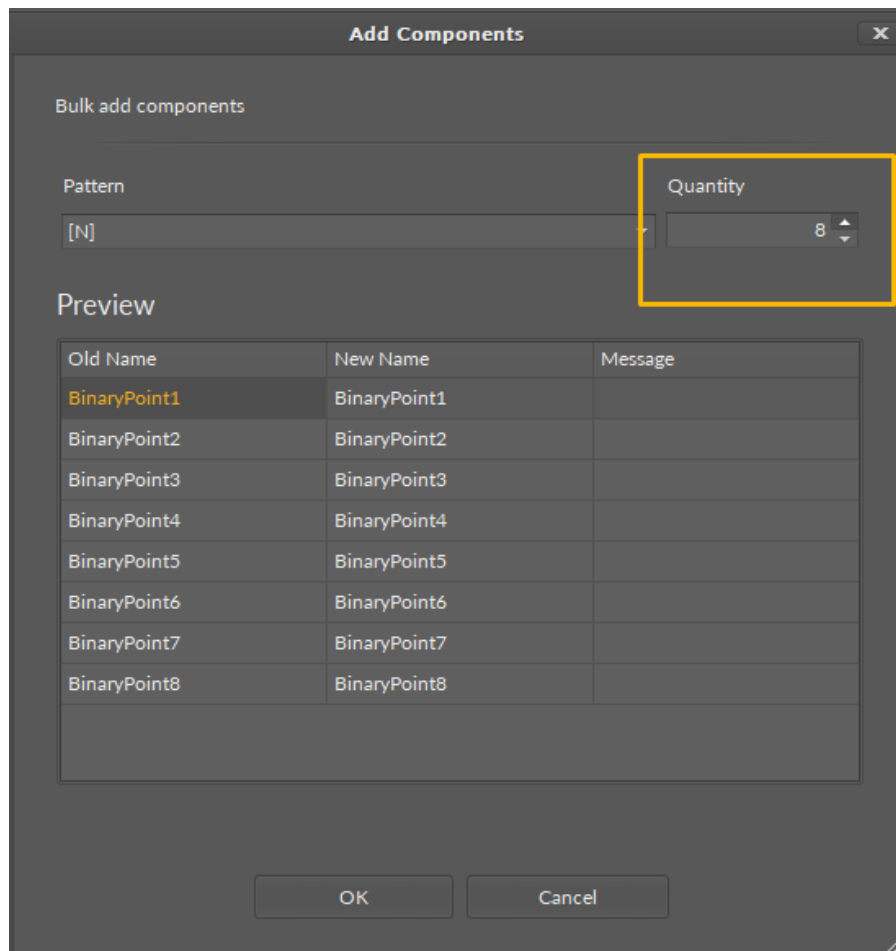 Add Components
Bulk add components
Pattern Quantity
[N] 8
Preview
Old Name New Name Message
BinaryPoint1 BinaryPoint1
BinaryPoint2 BinaryPoint2
BinaryPoint3 BinaryPoint3
BinaryPoint4 BinaryPoint4
BinaryPoint5 BinaryPoint5
BinaryPoint6 BinaryPoint6
BinaryPoint7 BinaryPoint7
BinaryPoint8 BinaryPoint8
OK Cancel